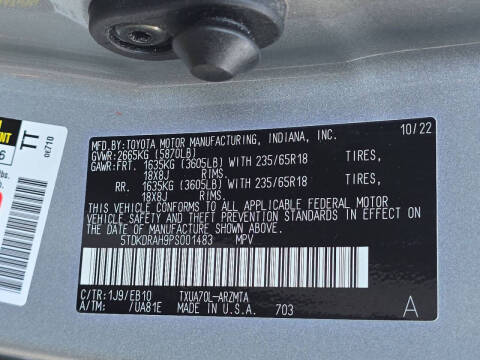 MFD.BY:TOYOTA MOTOR MANUFACTURING, INDIANA, INC. 10/22
GVWR:2665KG (5870LB)
GAWR:FRT. 1635KG (3605LB) WITH 235/65R18 TIRES,
18X8J RIMS.
RR. 1635KG (3605LB) WITH 235/65R18 TIRES,
18X8J RIMS.
THIS VEHICLE CONFORMS TO ALL APPLICABLE FEDERAL MOTOR
VEHICLE SAFETY AND THEFT PREVENTION STANDARDS IN EFFECT ON
THE DATE OF MANUFACTURE SHOWN ABOVE.
5TDKDRAH9PS001483 MPV
C/TR:1J9/EB10 TXUA70L-ARZMTA
A/TM: /UA81E MADE IN U.S.A. 703 A
TT
0E710